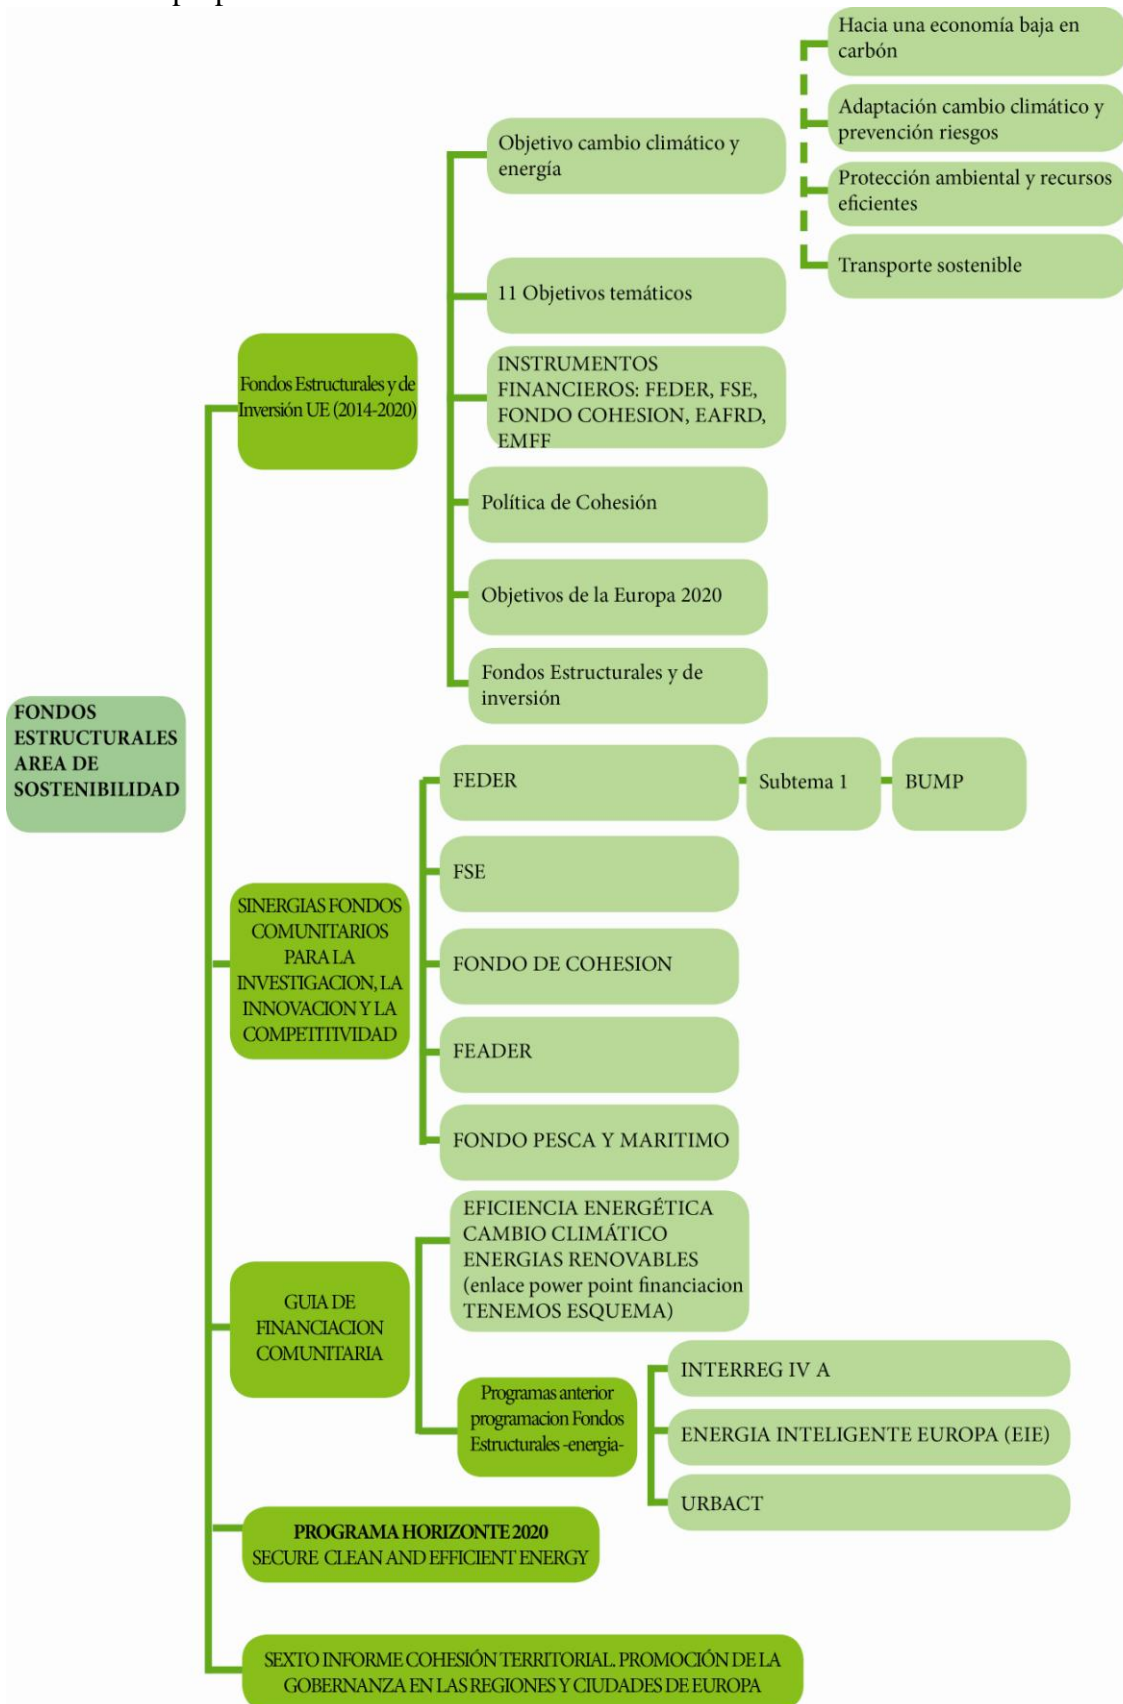 Hacia una economía baja en
carbón
Adaptación cambio climático y
prevención riesgos
Protección ambiental y recursos
eficientes
Transporte sostenible
Objetivo cambio climático y
energía
11 Objetivos temáticos
INSTRUMENTOS
FINANCIEROS: FEDER, FSE,
FONDO COHESION, EAFRD,
EMFF
Política de Cohesión
Objetivos de la Europa 2020
Fondos Estructurales y de
inversión
Fondos Estructurales y de
Inversión UE (2014-2020)
FONDOS
ESTRUCTURALES
AREA DE
SOSTENIBILIDAD
FEDER
Subtema 1
BUMP
FSE
FONDO DE COHESION
FEADER
FONDO PESCA Y MARITIMO
SINERGIAS FONDOS
COMUNITARIOS
PARA LA
INVESTIGACION, LA
INNOVACION Y LA
COMPETITIVIDAD
EFICIENCIA ENERGÉTICA
CAMBIO CLIMÁTICO
ENERGIAS RENOVABLES
(enlace power point financiacion
TENEMOS ESQUEMA)
GUIA DE
FINANCIACION
COMUNITARIA
Programas anterior
programacion Fondos
Estructurales -energia-
INTERREG IV A
ENERGIA INTELIGENTE EUROPA (EIE)
URBACT
PROGRAMA HORIZONTE 2020
SECURE CLEAN AND EFFICIENT ENERGY
SEXTO INFORME COHESIÓN TERRITORIAL. PROMOCIÓN DE LA
GOBERNANZA EN LAS REGIONES Y CIUDADES DE EUROPA